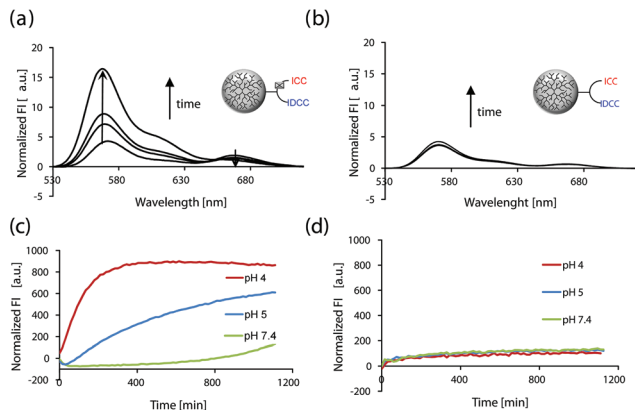 (a)
Normalized FI [ a.u.]
20
15
10
5
0
-5
530
580
630
680
time
ICC
IDCC
Wavelength [nm]
(b)
Normalized FI [ a.u.]
20
15
10
5
0
-5
530
580
630
680
time
ICC
IDCC
Wavelenght [nm]
(c)
Normalized FI [a.u.]
1000
800
600
400
200
0
-200
0
400
800
1200
pH 4
pH 5
pH 7.4
Time [min]
(d)
Normalized FI [a.u.]
1000
800
600
400
200
0
-200
0
400
800
1200
pH 4
pH 5
pH 7.4
Time [min]